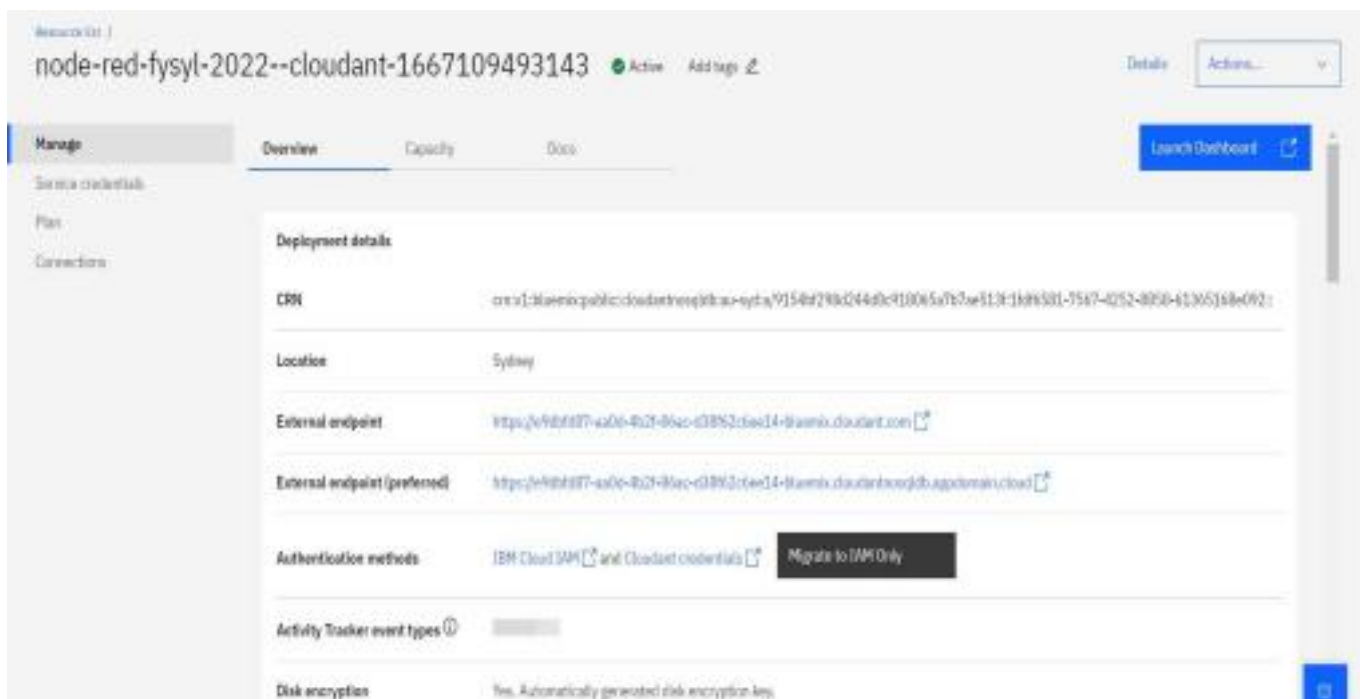 Resource list /
node-red-fysyl-2022--cloudant-1667109493143 Active Add tags
Details Actions...
Manage
Service credentials
Plan
Connections
Overview Capacity Docs
Launch Dashboard
Deployment details
CRN
Location Sydney
External endpoint
External endpoint (preferred)
Authentication methods IBM Cloud IAM and Cloudant credentials Migrate to IAM Only
Activity Tracker event types
Disk encryption Yes. Automatically generated disk encryption key.